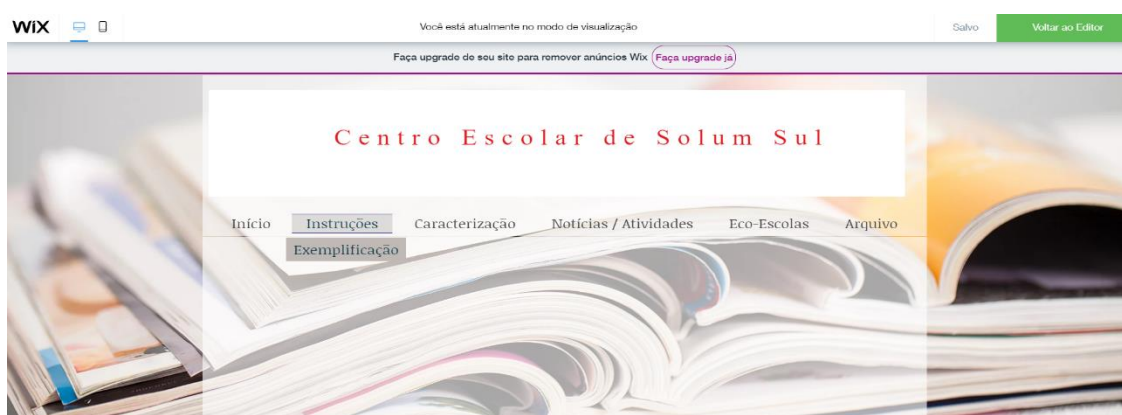 WiX
Você está atualmente no modo de visualização
Salvo
Voltar ao Editor
Faça upgrade de seu site para remover anúncios Wix Faça upgrade já
Centro Escolar de Solum Sul
Início Instruções Caracterização Notícias / Atividades Eco-Escolas Arquivo
Exemplificação